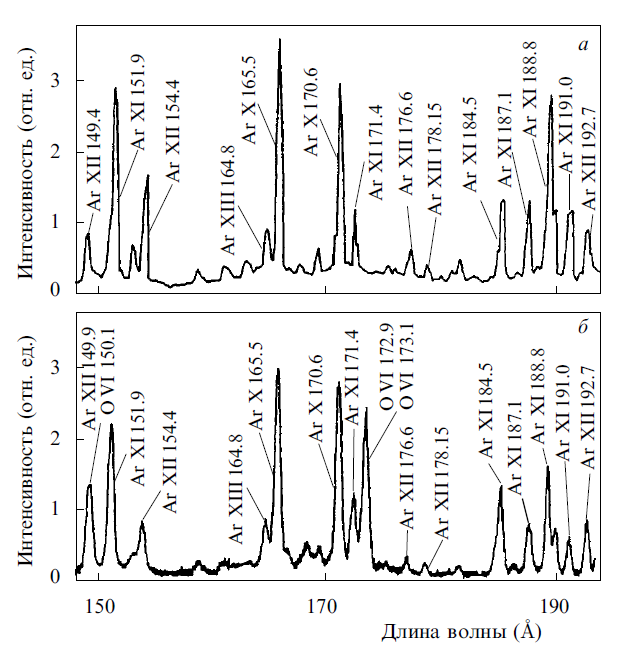 а
Интенсивность (отн. ед.)
3
2
1
0
Ar XII 149.4
Ar XI 151.9
Ar XII 154.4
Ar XIII 164.8
Ar X 165.5
Ar X 170.6
Ar XI 171.4
Ar XII 176.6
Ar XII 178.15
Ar XI 184.5
Ar XI 187.1
Ar XI 188.8
Ar XI 191.0
Ar XII 192.7
б
Интенсивность (отн. ед.)
3
2
1
0
Ar XII 149.9
O VI 150.1
Ar XI 151.9
Ar XII 154.4
Ar XIII 164.8
Ar X 165.5
Ar X 170.6
Ar XI 171.4
O VI 172.9
O VI 173.1
Ar XII 176.6
Ar XII 178.15
Ar XI 184.5
Ar XI 187.1
Ar XI 188.8
Ar XI 191.0
Ar XII 192.7
150
170
190
Длина волны (Å)